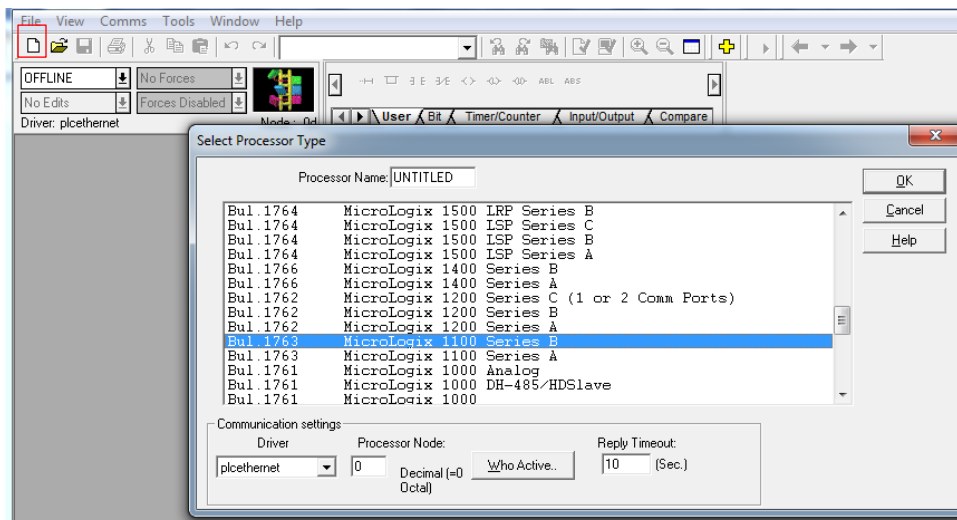 File View Comms Tools Window Help
OFFLINE No Forces
No Edits Forces Disabled
Driver: plcethernet Node: 0d
ABL ABS
User Bit Timer/Counter Input/Output Compare
Select Processor Type
Processor Name: UNTITLED
OK
Cancel
Help
Bul.1764 MicroLogix 1500 LRP Series B
Bul.1764 MicroLogix 1500 LSP Series C
Bul.1764 MicroLogix 1500 LSP Series B
Bul.1764 MicroLogix 1500 LSP Series A
Bul.1766 MicroLogix 1400 Series B
Bul.1766 MicroLogix 1400 Series A
Bul.1762 MicroLogix 1200 Series C (1 or 2 Comm Ports)
Bul.1762 MicroLogix 1200 Series B
Bul.1762 MicroLogix 1200 Series A
Bul.1763 MicroLogix 1100 Series B
Bul.1763 MicroLogix 1100 Series A
Bul.1761 MicroLogix 1000 Analog
Bul.1761 MicroLogix 1000 DH-485/HDSlave
Bul.1761 MicroLogix 1000
Communication settings
Driver Processor Node: Reply Timeout:
plcethernet 0 Decimal (=0 Octal) Who Active.. 10 (Sec.)